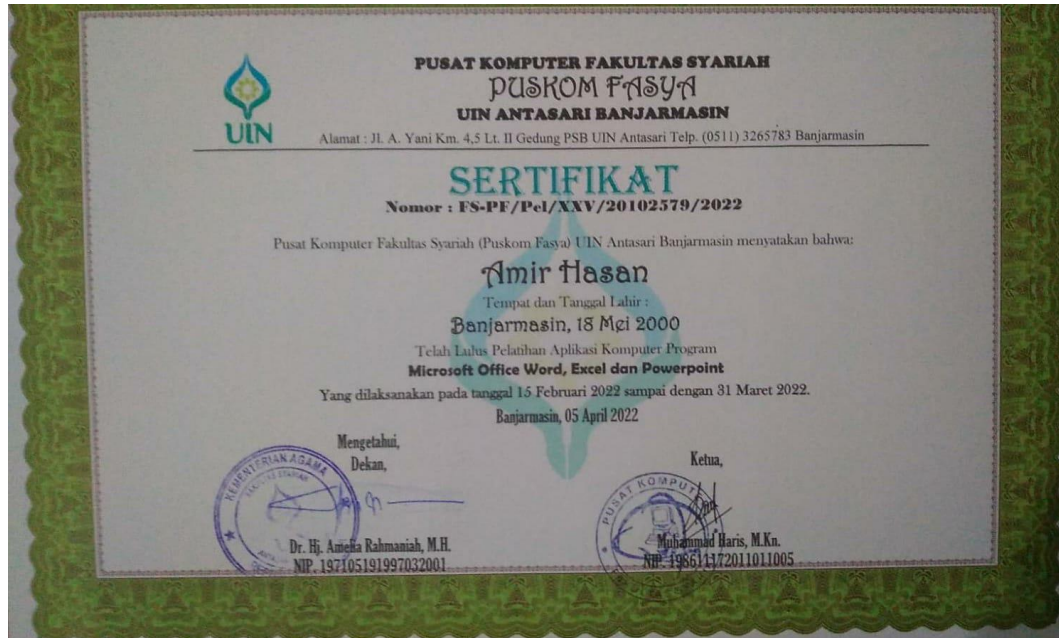 UIN
PUSAT KOMPUTER FAKULTAS SYARIAH
PUSKOM FASYA
UIN ANTASARI BANJARMASIN
Alamat : Jl. A. Yani Km. 4,5 Lt. II Gedung PSB UIN Antasari Telp. (0511) 3265783 Banjarmasin
SERTIFIKAT
Nomor : FS-PF/Pel/XXV/20102579/2022
Pusat Komputer Fakultas Syariah (Puskom Fasya) UIN Antasari Banjarmasin menyatakan bahwa:
Amir Hasan
Tempat dan Tanggal Lahir :
Banjarmasin, 18 Mei 2000
Telah Lulus Pelatihan Aplikasi Komputer Program
Microsoft Office Word, Excel dan Powerpoint
Yang dilaksanakan pada tanggal 15 Februari 2022 sampai dengan 31 Maret 2022.
Banjarmasin, 05 April 2022
Mengetahui,
Dekan,
KEMENTERIAN AGAMA
Dr. Hj. Amelia Rahmaniah, M.H.
NIP. 197105191997032001
Ketua,
PUSAT KOMPUTER
Muhammad Haris, M.Kn.
NIP. 198611172011011005